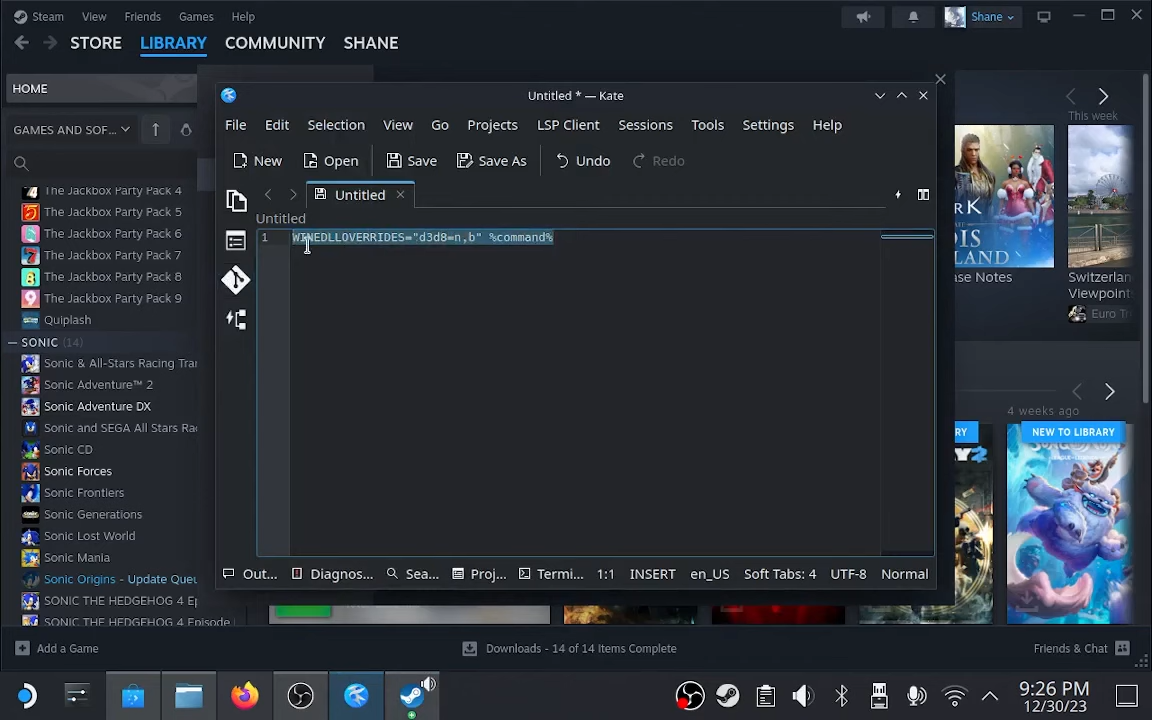 Steam View Friends Games Help
Shane
STORE LIBRARY COMMUNITY SHANE
HOME
GAMES AND SOF...
The Jackbox Party Pack 4
The Jackbox Party Pack 5
The Jackbox Party Pack 6
The Jackbox Party Pack 7
The Jackbox Party Pack 8
The Jackbox Party Pack 9
Quiplash
SONIC (14)
Sonic & All-Stars Racing Tra
Sonic Adventure™ 2
Sonic Adventure DX
Sonic and SEGA All Stars Ra
Sonic CD
Sonic Forces
Sonic Frontiers
Sonic Generations
Sonic Lost World
Sonic Mania
Sonic Origins - Update Queu
SONIC THE HEDGEHOG 4 Ep
SONIC THE HEDGEHOG 4 Episode
Untitled * — Kate
File Edit Selection View Go Projects LSP Client Sessions Tools Settings Help
New Open Save Save As Undo Redo
Untitled
Untitled
1 WINEDLLOVERRIDES="d3d8=n,b" %command%
Out... Diagnos... Sea... Proj... Termi... 1:1 INSERT en_US Soft Tabs: 4 UTF-8 Normal
This week
ase Notes
Switzerland
Viewpoint
Euro Tr
4 weeks ago
NEW TO LIBRARY
Add a Game
Downloads - 14 of 14 Items Complete
Friends & Chat
9:26 PM
12/30/23